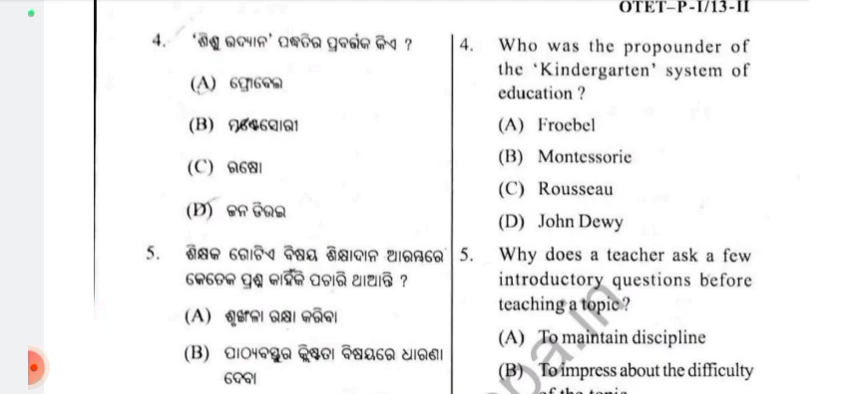 OTET–P-I/13-II
4. ‘ଶିଶୁ ଉଦ୍ୟାନ’ ପଦ୍ଧତିର ପ୍ରବର୍ତ୍ତକ କିଏ ?
(A) ଫ୍ରୋବେଲ
(B) ମଣ୍ଟେସୋରୀ
(C) ରୁଷୋ
(D) ଜନ ଡିଉଇ
5. ଶିକ୍ଷକ ଗୋଟିଏ ବିଷୟ ଶିକ୍ଷାଦାନ ଆରମ୍ଭରେ
କେତେକ ପ୍ରଶ୍ନ କାହିଁକି ପଚାରି ଥାଆନ୍ତି ?
(A) ଶୃଙ୍ଖଳା ରକ୍ଷା କରିବା
(B) ପାଠ୍ୟବସ୍ତୁର କ୍ଳିଷ୍ଟତା ବିଷୟରେ ଧାରଣା
ଦେବା
4. Who was the propounder of
the ‘Kindergarten’ system of
education ?
(A) Froebel
(B) Montessorie
(C) Rousseau
(D) John Dewy
5. Why does a teacher ask a few
introductory questions before
teaching a topic ?
(A) To maintain discipline
(B) To impress about the difficulty
of the topic